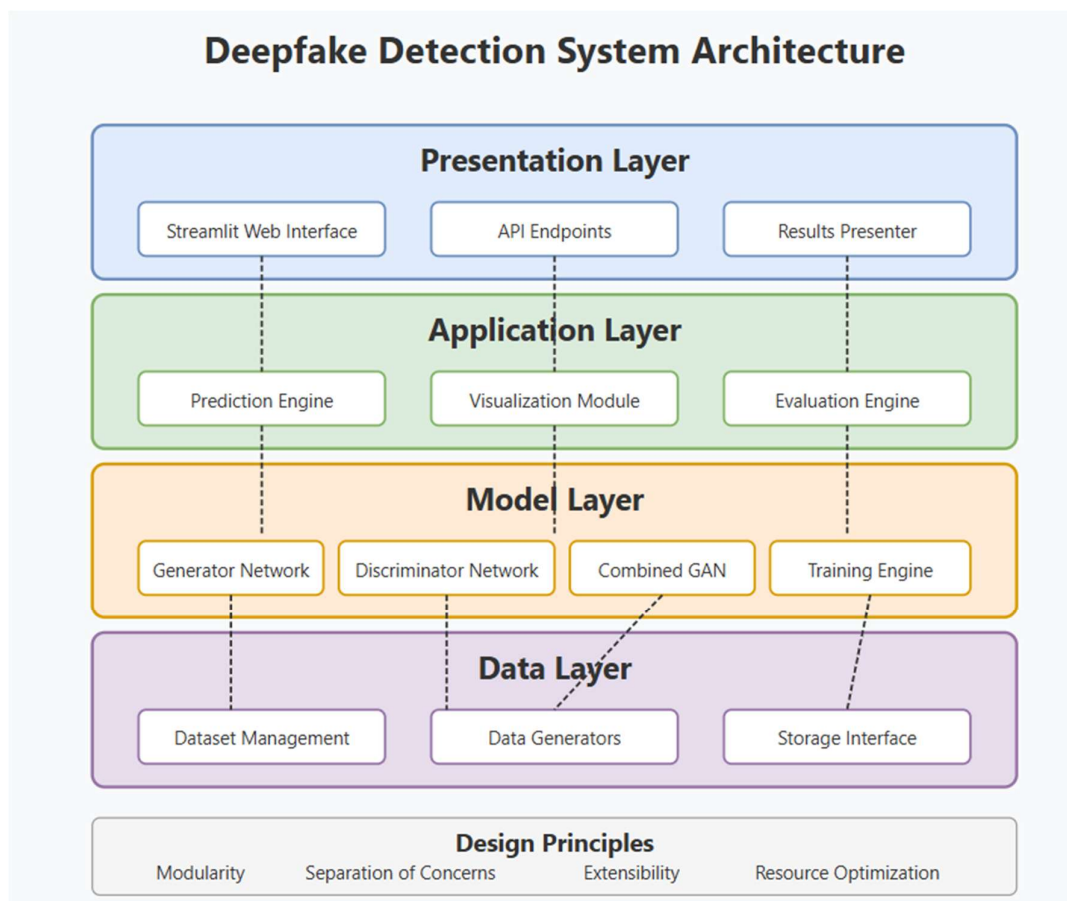 Deepfake Detection System Architecture
Presentation Layer
Streamlit Web Interface
API Endpoints
Results Presenter
Application Layer
Prediction Engine
Visualization Module
Evaluation Engine
Model Layer
Generator Network
Discriminator Network
Combined GAN
Training Engine
Data Layer
Dataset Management
Data Generators
Storage Interface
Design Principles
Modularity
Separation of Concerns
Extensibility
Resource Optimization